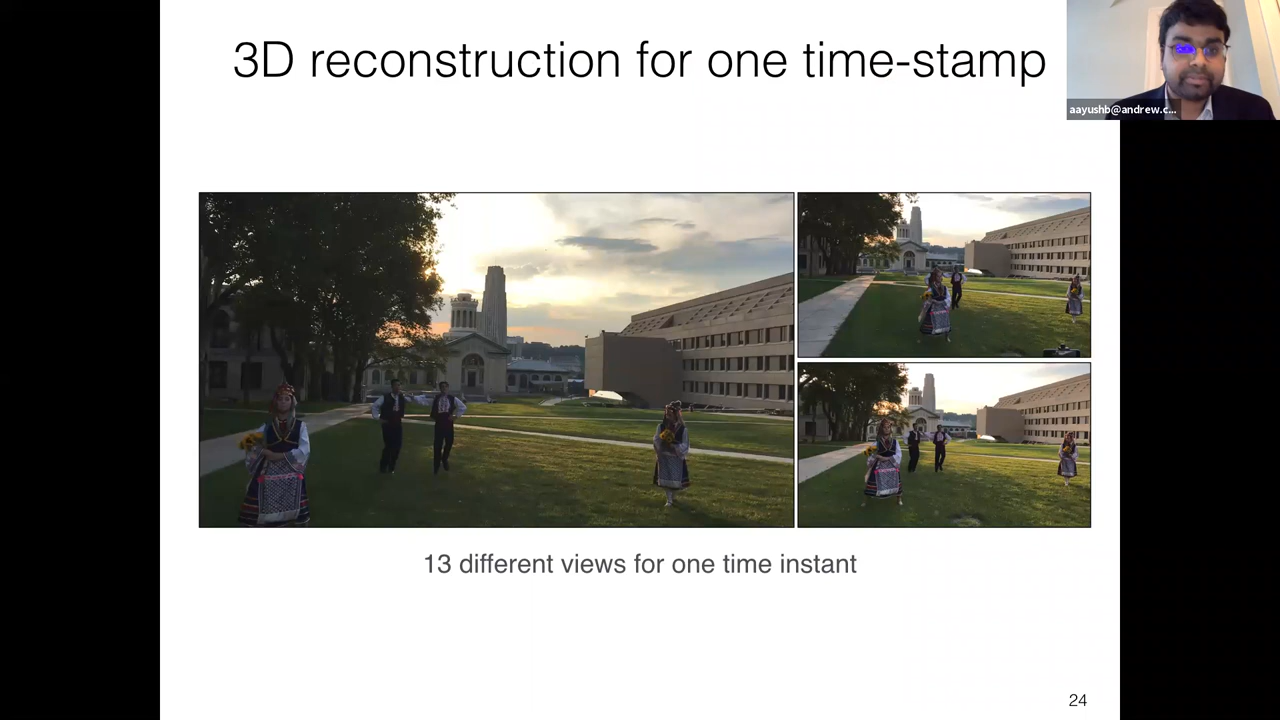 3D reconstruction for one time-stamp
aayushb@andrew.c...
13 different views for one time instant
24